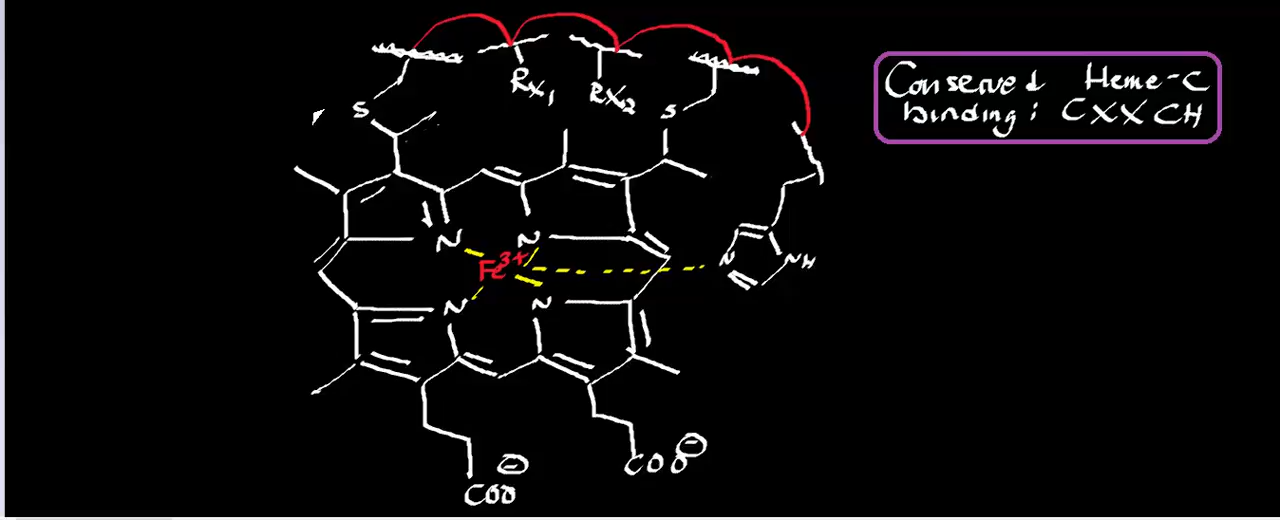 Conserved Heme-C
binding: CXXCH
RX1
RX2
S
S
N
N
Fe3+
N
NH
N
N
COO⊖
COO⊖